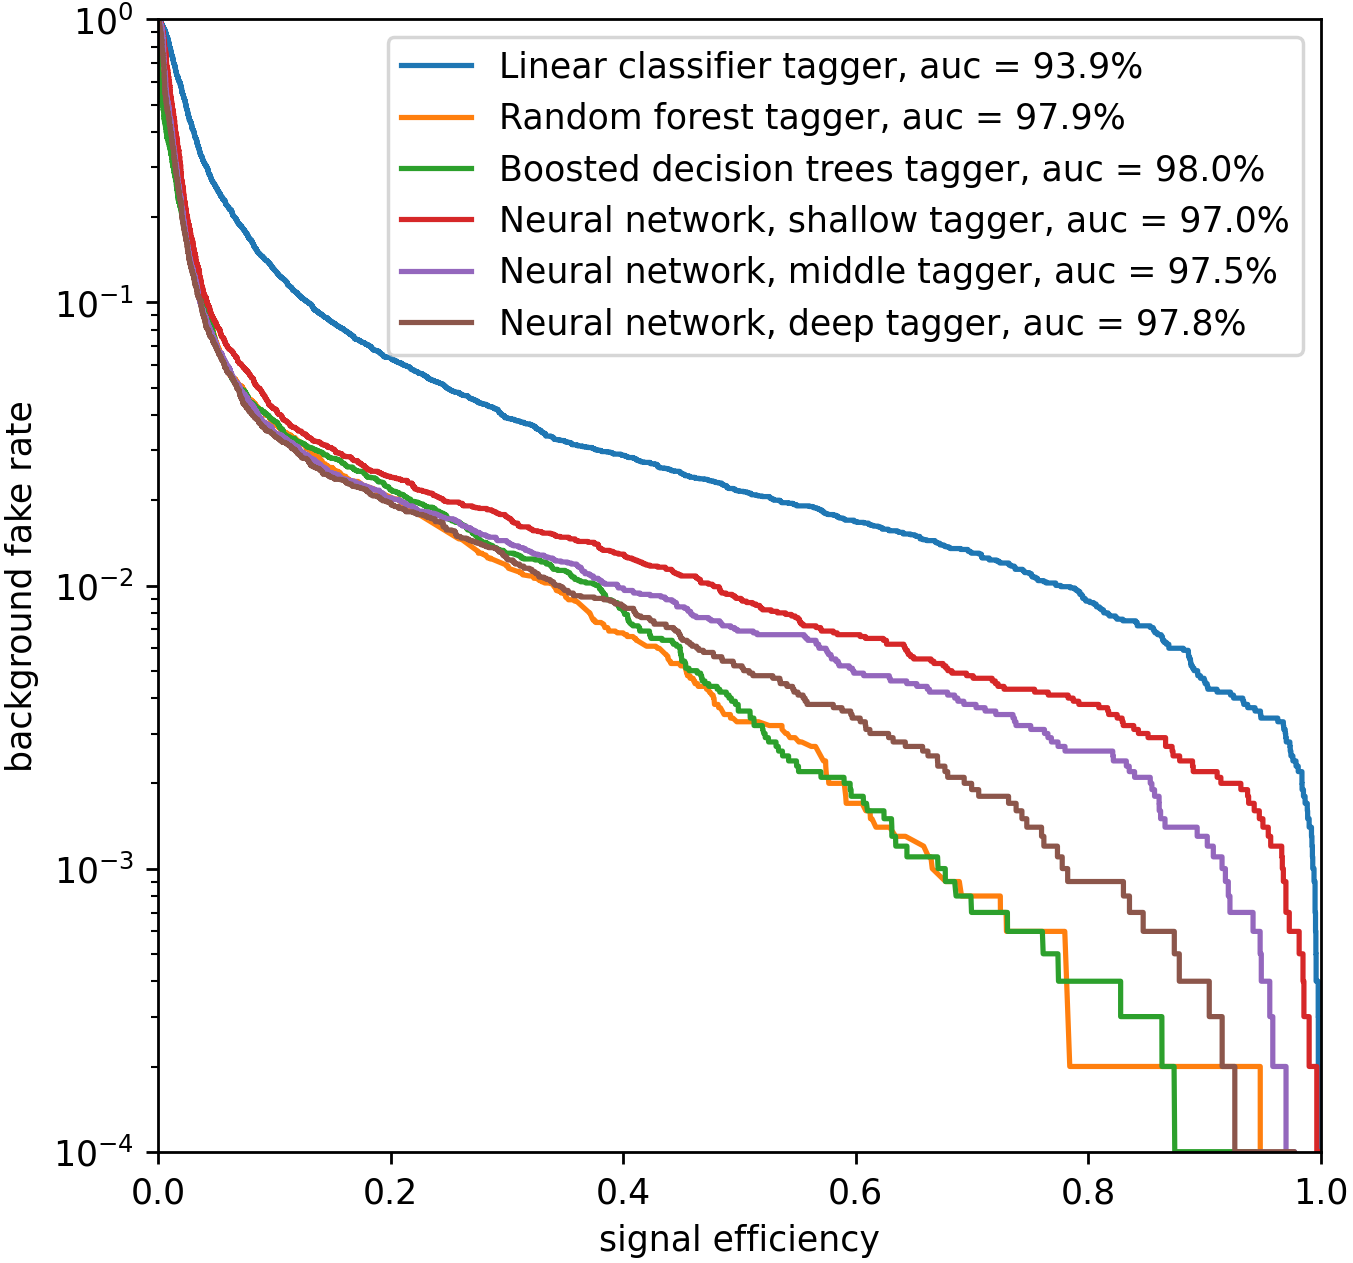 10⁰
10⁻¹
10⁻²
10⁻³
10⁻⁴
background fake rate
Linear classifier tagger, auc = 93.9%
Random forest tagger, auc = 97.9%
Boosted decision trees tagger, auc = 98.0%
Neural network, shallow tagger, auc = 97.0%
Neural network, middle tagger, auc = 97.5%
Neural network, deep tagger, auc = 97.8%
0.0 0.2 0.4 0.6 0.8 1.0
signal efficiency